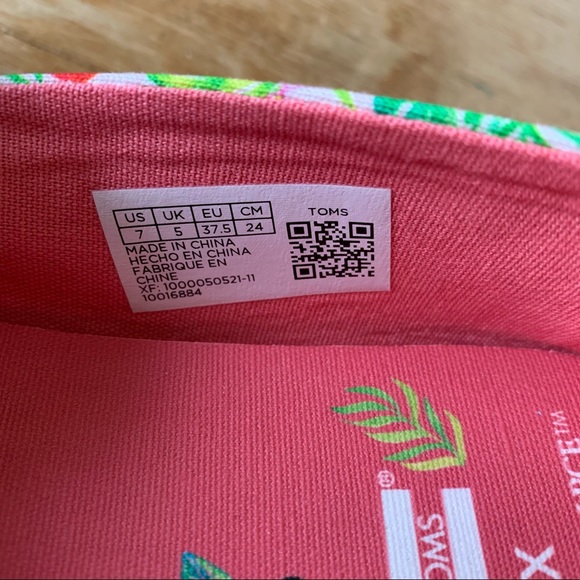 US UK EU CM
7 5 37.5 24
TOMS
MADE IN CHINA
HECHO EN CHINA
FABRIQUE EN
CHINE
XF: 1000050521-11
10016884
®
X